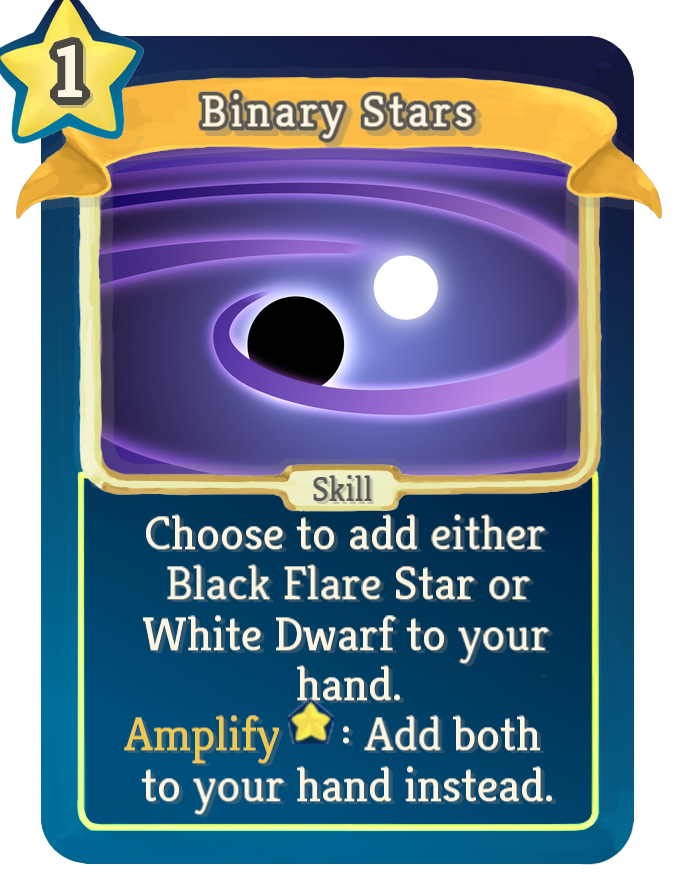 1
Binary Stars
Skill
Choose to add either
Black Flare Star or
White Dwarf to your
hand.
Amplify : Add both
to your hand instead.